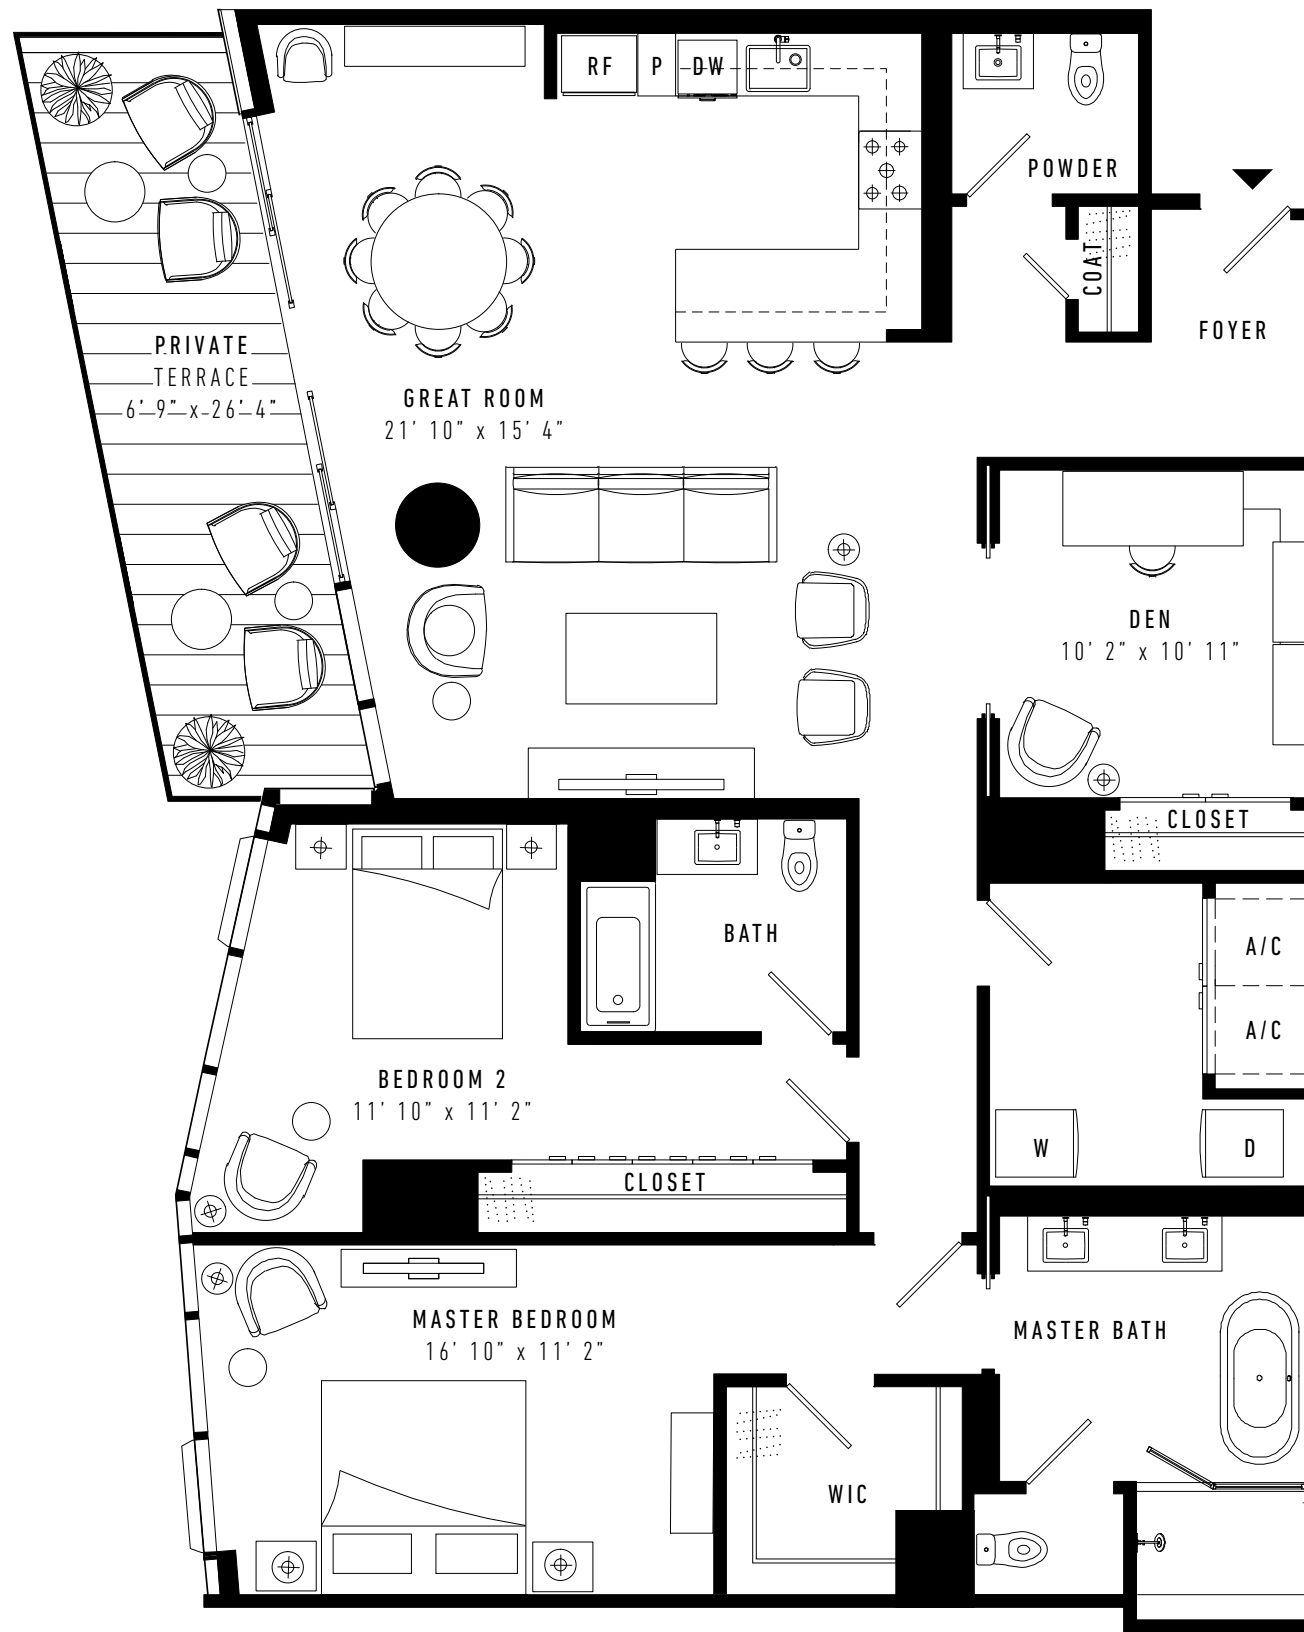 RF
P
DW
POWDER
COAT
FOYER
PRIVATE
TERRACE
6' 9" x 26' 4"
GREAT ROOM
21' 10" x 15' 4"
DEN
10' 2" x 10' 11"
CLOSET
BATH
A/C
A/C
BEDROOM 2
11' 10" x 11' 2"
W
D
CLOSET
MASTER BEDROOM
16' 10" x 11' 2"
MASTER BATH
WIC